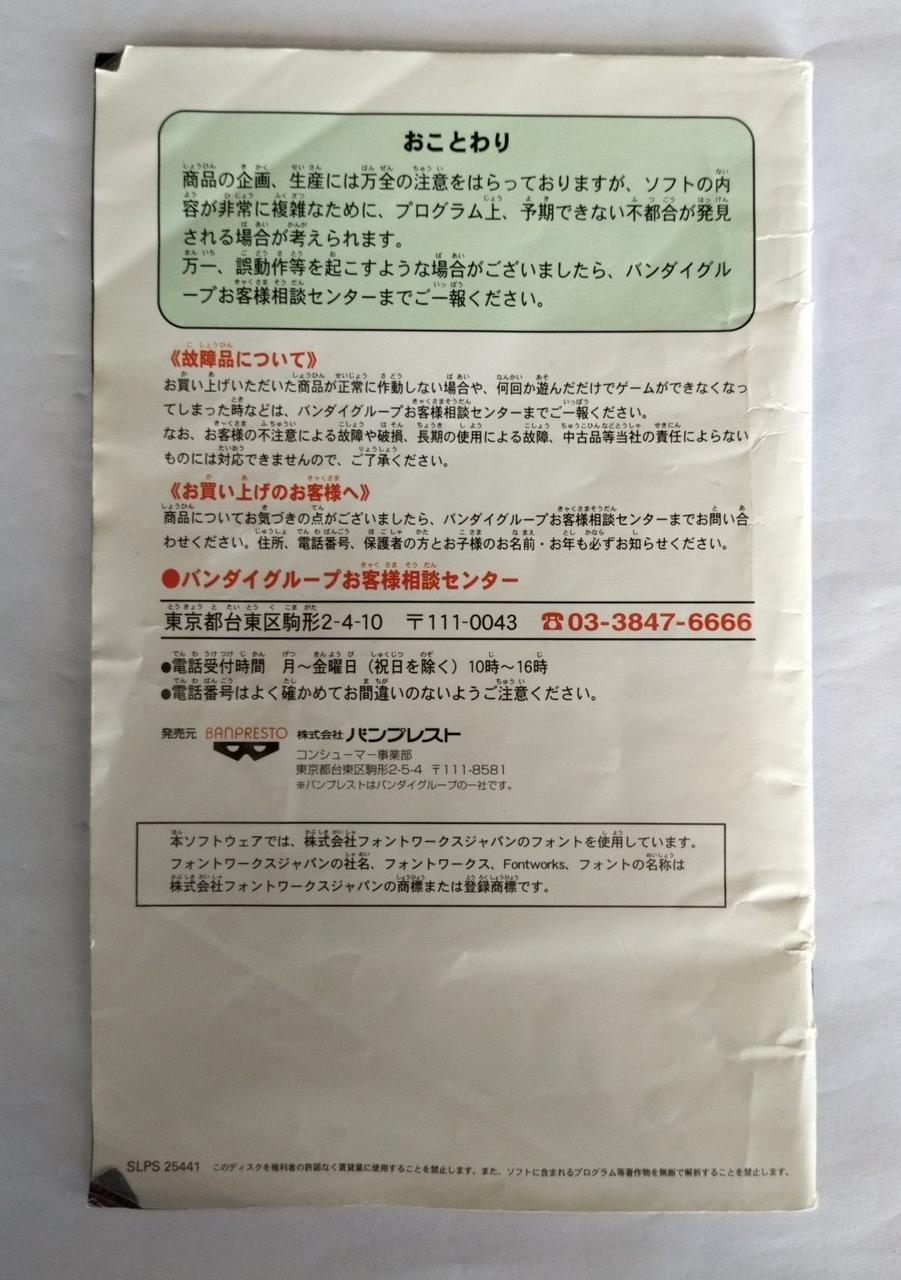 おことわり
商品の企画、生産には万全の注意をはらっておりますが、ソフトの内
容が非常に複雑なために、プログラム上、予期できない不都合が発見
される場合が考えられます。
万一、誤動作等を起こすような場合がございましたら、バンダイグル
ープお客様相談センターまでご一報ください。
《故障品について》
お買い上げいただいた商品が正常に作動しない場合や、何回か遊んだだけでゲームができなくなっ
てしまった時などは、バンダイグループお客様相談センターまでご一報ください。
なお、お客様の不注意による故障や破損、長期の使用による故障、中古品等当社の責任によらない
ものには対応できませんので、ご了承ください。
《お買い上げのお客様へ》
商品についてお気づきの点がございましたら、バンダイグループお客様相談センターまでお問い合
わせください。住所、電話番号、保護者の方とお子様のお名前・お年も必ずお知らせください。
●バンダイグループお客様相談センター
東京都台東区駒形2-4-10 〒111-0043 ☎03-3847-6666
●電話受付時間 月〜金曜日（祝日を除く）10時〜16時
●電話番号はよく確かめてお間違いのないようご注意ください。
発売元 BANPRESTO 株式会社バンプレスト
コンシューマー事業部
東京都台東区駒形2-5-4 〒111-8581
※バンプレストはバンダイグループの一社です。
本ソフトウェアでは、株式会社フォントワークスジャパンのフォントを使用しています。
フォントワークスジャパンの社名、フォントワークス、Fontworks、フォントの名称は
株式会社フォントワークスジャパンの商標または登録商標です。
SLPS 25441 このディスクを権利者の許諾なく賃貸業に使用することを禁止します。また、ソフトに含まれるプログラム等著作物を無断で解析することを禁止します。